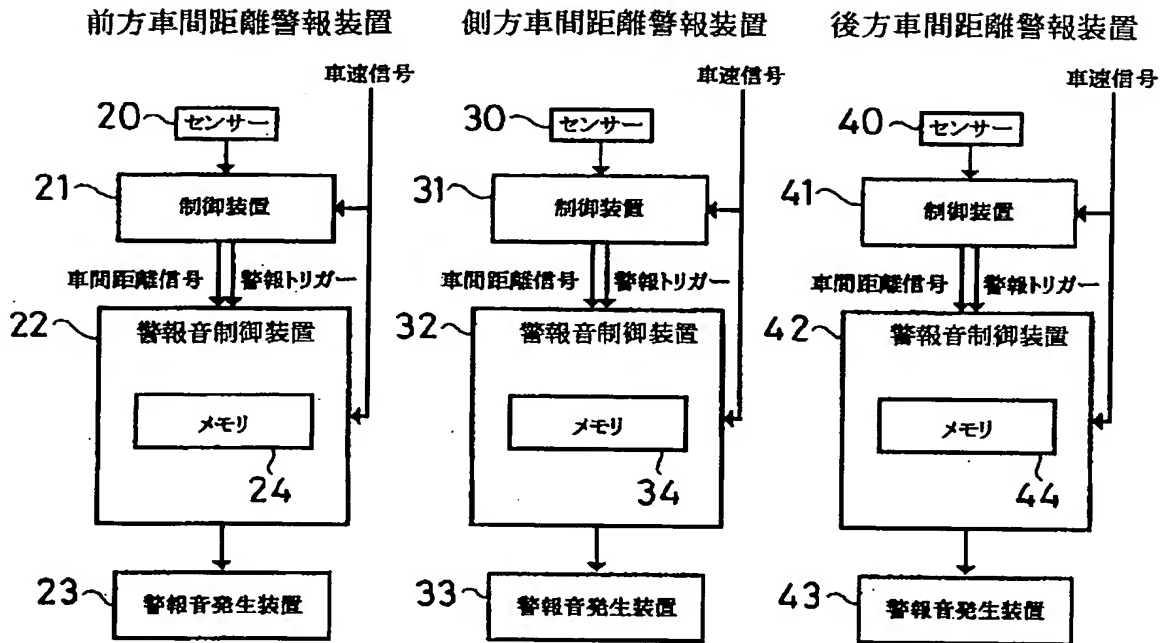 前方車間距離警報装置
車速信号
20 センサー
21 制御装置
車間距離信号 警報トリガー
22 警報音制御装置
メモリ
24
23 警報音発生装置
側方車間距離警報装置
車速信号
30 センサー
31 制御装置
車間距離信号 警報トリガー
32 警報音制御装置
メモリ
34
33 警報音発生装置
後方車間距離警報装置
車速信号
40 センサー
41 制御装置
車間距離信号 警報トリガー
42 警報音制御装置
メモリ
44
43 警報音発生装置